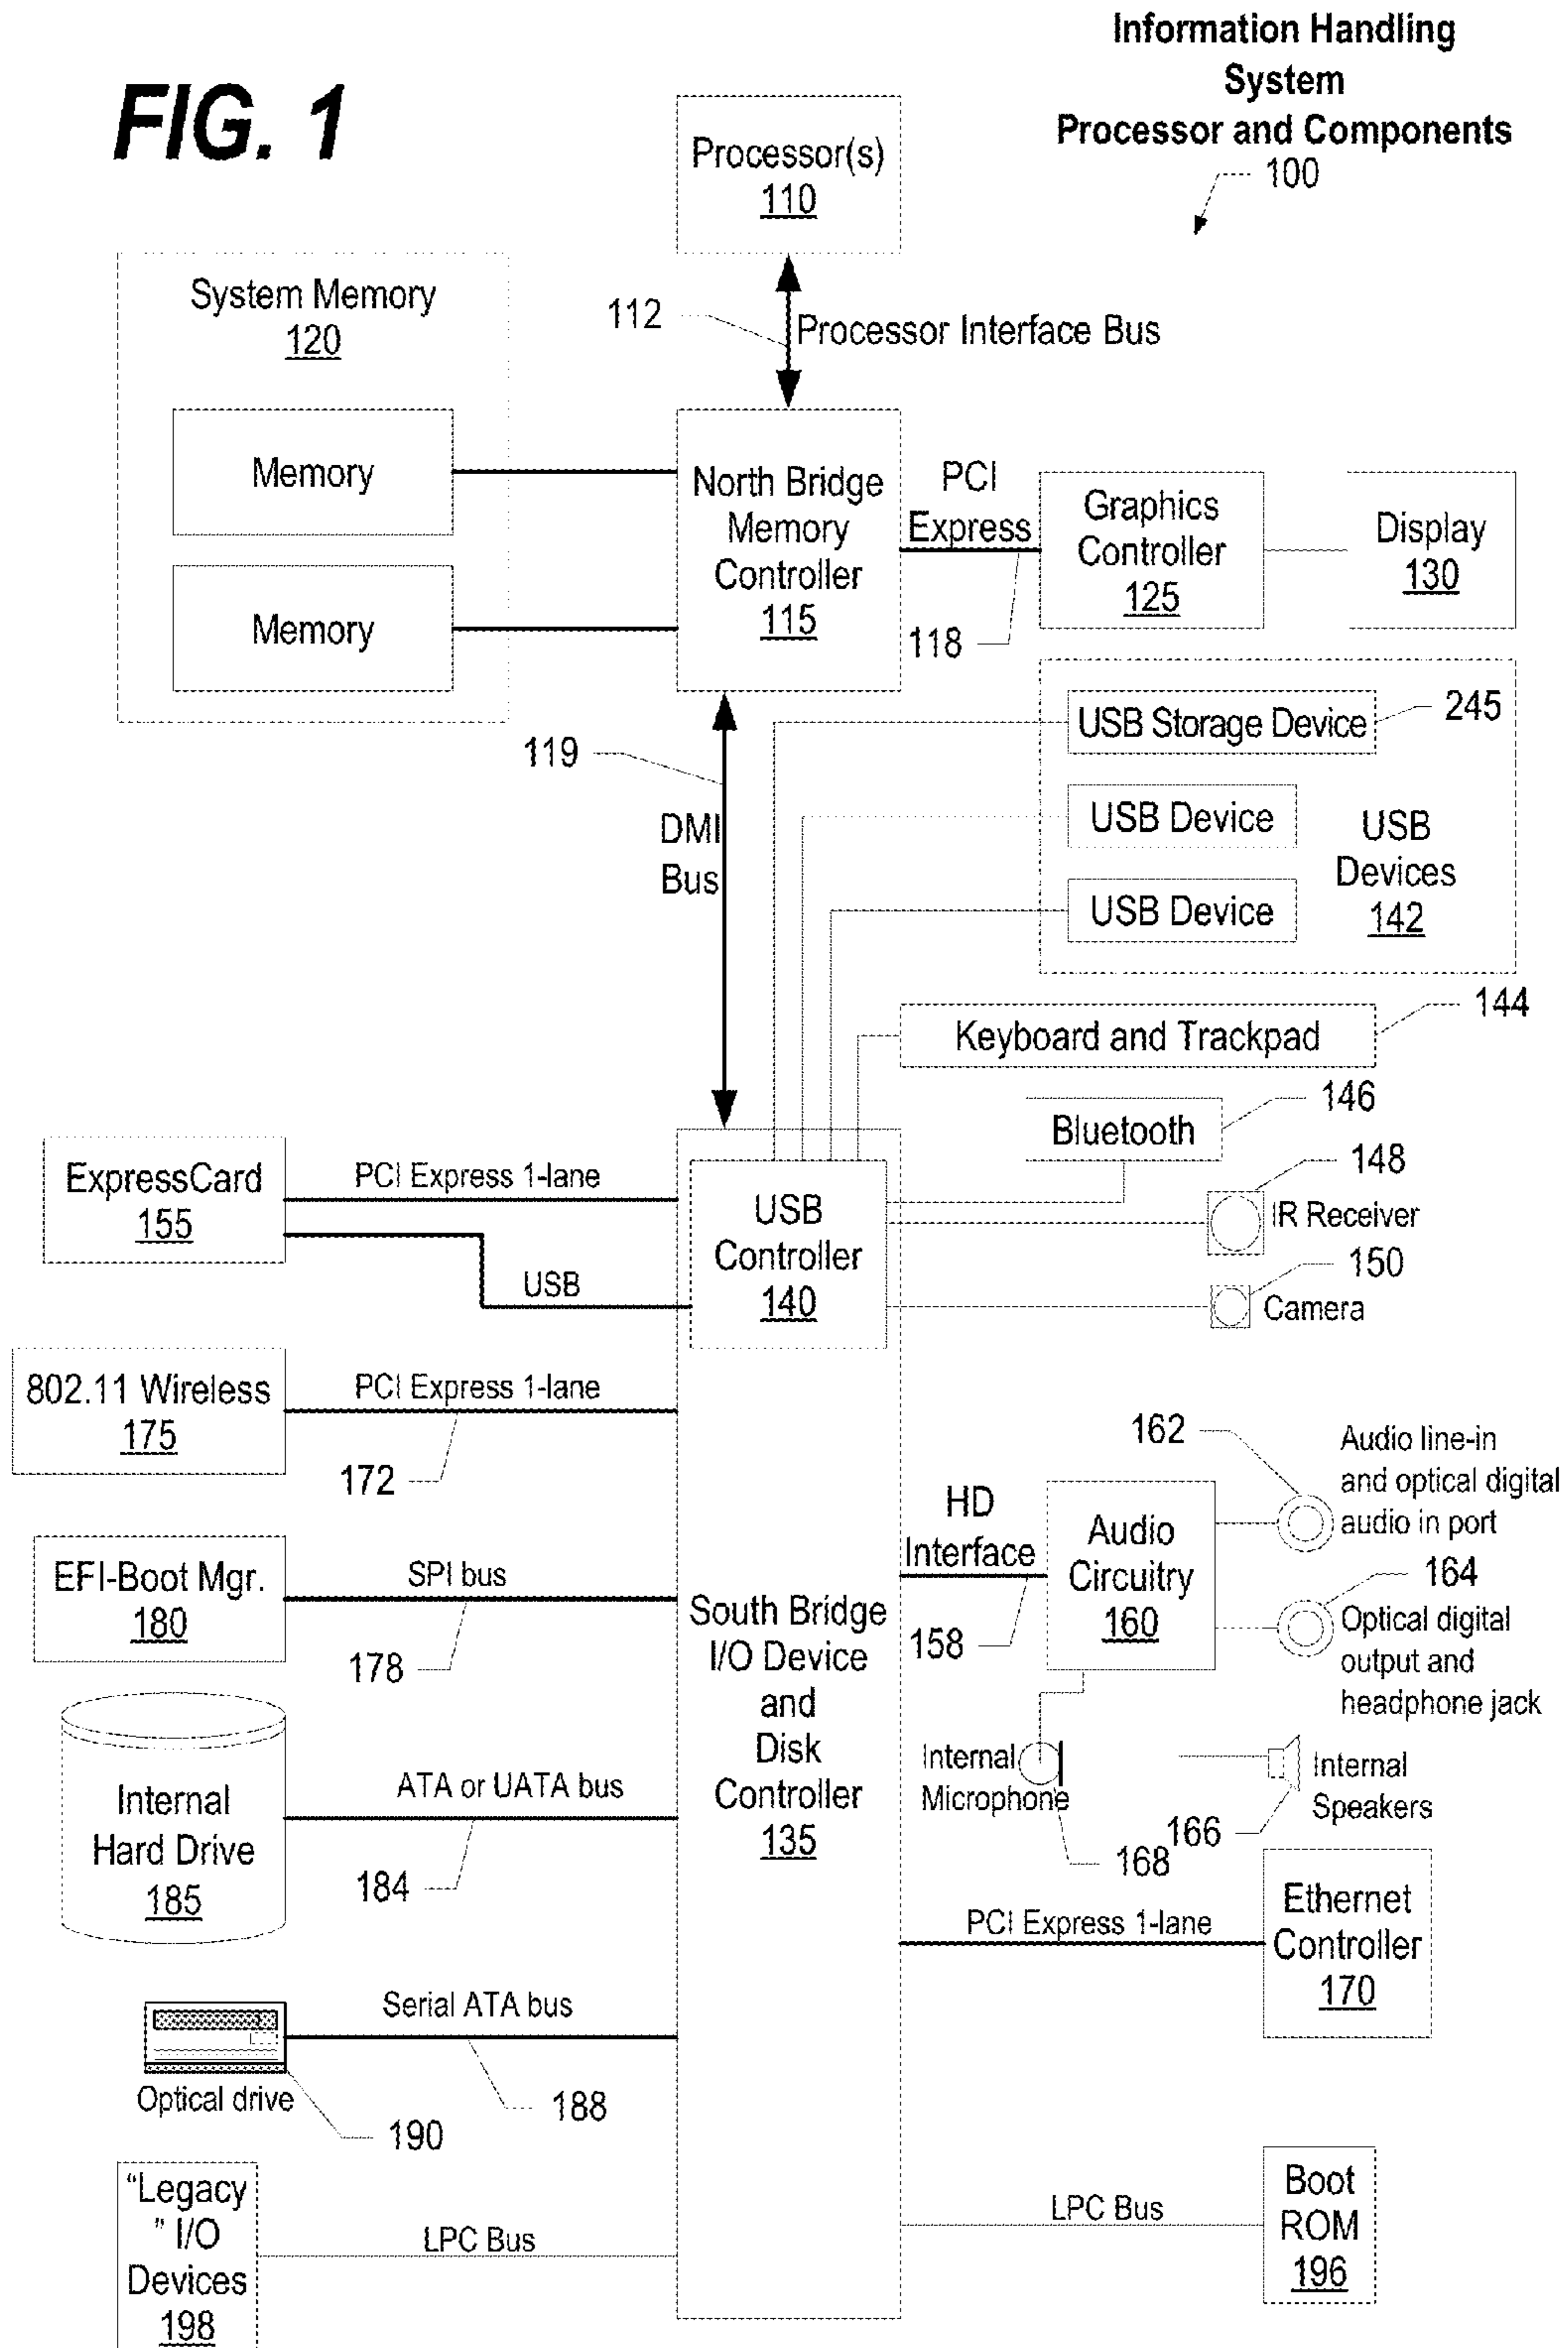 Information Handling
System
Processor and Components
100
FIG. 1
Processor(s)
110
112
Processor Interface Bus
System Memory
120
Memory
Memory
North Bridge
Memory
Controller
115
PCI
Express
118
Graphics
Controller
125
Display
130
119
DMI
Bus
USB Storage Device
245
USB Device
USB Device
USB
Devices
142
Keyboard and Trackpad
144
Bluetooth
146
148
IR Receiver
150
Camera
ExpressCard
155
PCI Express 1-lane
USB
USB
Controller
140
802.11 Wireless
175
PCI Express 1-lane
172
EFI-Boot Mgr.
180
SPI bus
178
South Bridge
I/O Device
and
Disk
Controller
135
HD
Interface
158
Audio
Circuitry
160
162
Audio line-in
and optical digital
audio in port
164
Optical digital
output and
headphone jack
Internal
Microphone
168
166
Internal
Speakers
Internal
Hard Drive
185
ATA or UATA bus
184
PCI Express 1-lane
Ethernet
Controller
170
Serial ATA bus
188
Optical drive
190
"Legacy
" I/O
Devices
198
LPC Bus
LPC Bus
Boot
ROM
196